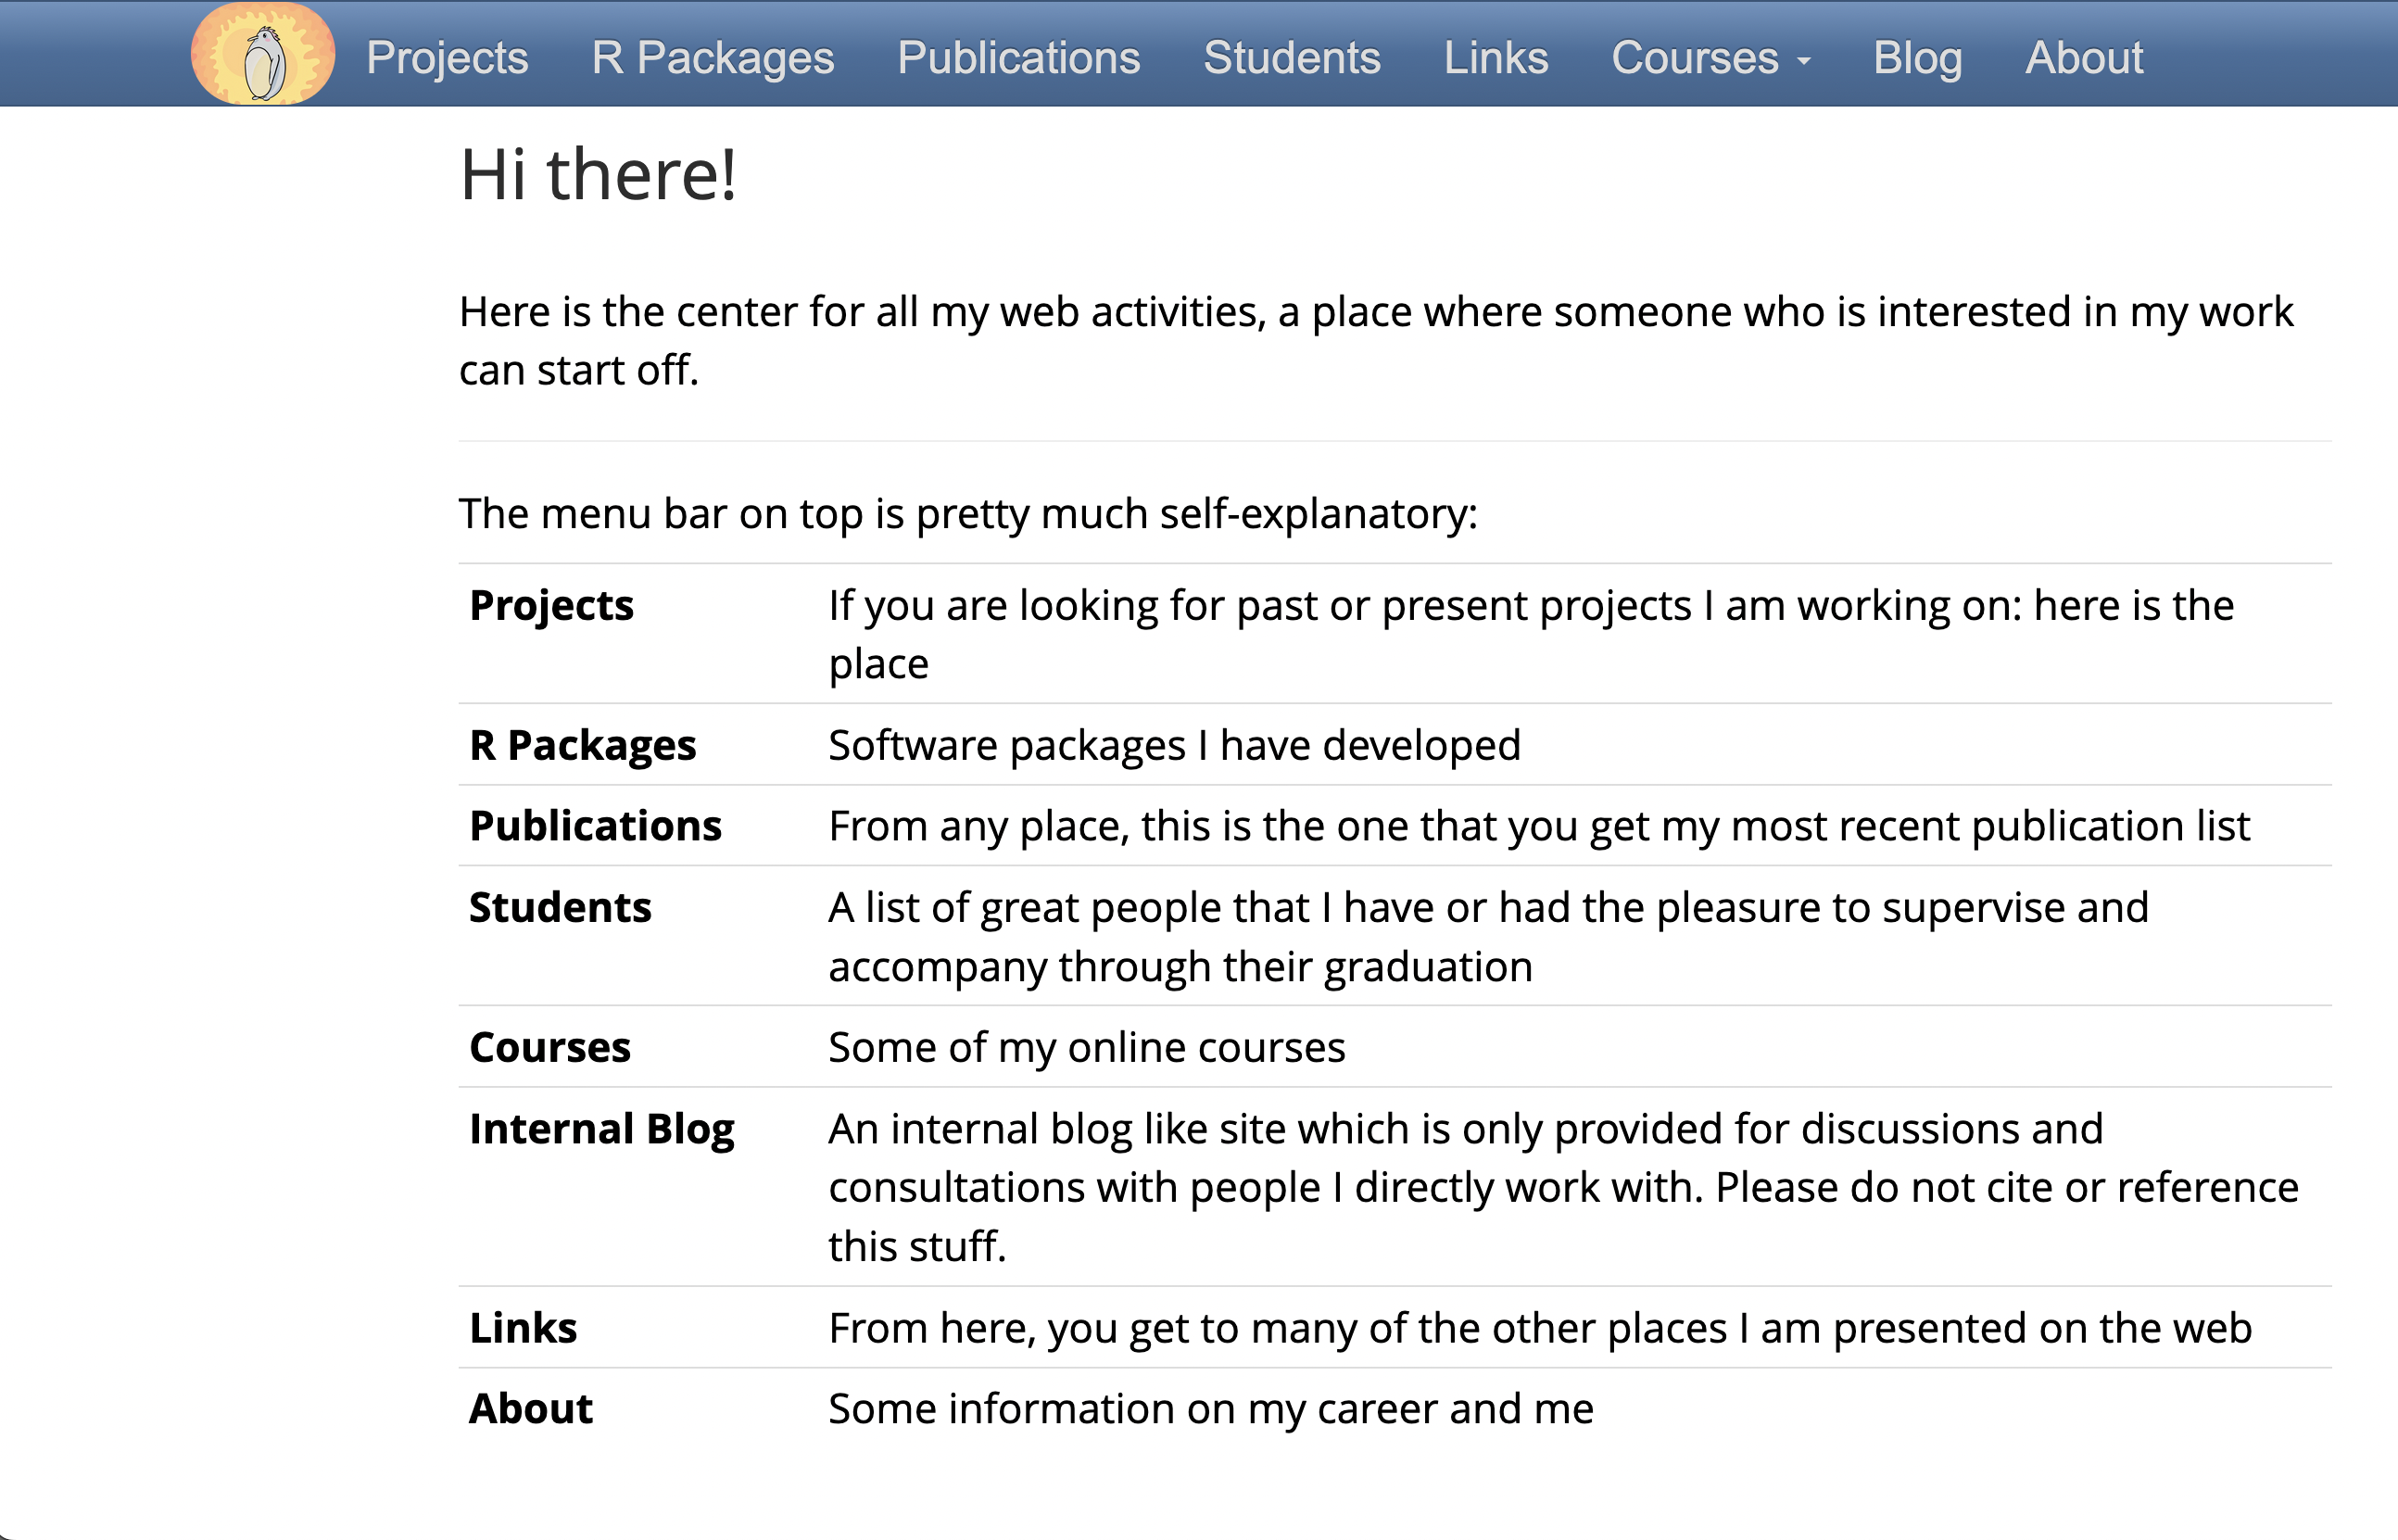 Projects R Packages Publications Students Links Courses Blog About
Hi there!
Here is the center for all my web activities, a place where someone who is interested in my work
can start off.
The menu bar on top is pretty much self-explanatory:
Projects If you are looking for past or present projects I am working on: here is the
place
R Packages Software packages I have developed
Publications From any place, this is the one that you get my most recent publication list
Students A list of great people that I have or had the pleasure to supervise and
accompany through their graduation
Courses Some of my online courses
Internal Blog An internal blog like site which is only provided for discussions and
consultations with people I directly work with. Please do not cite or reference
this stuff.
Links From here, you get to many of the other places I am presented on the web
About Some information on my career and me